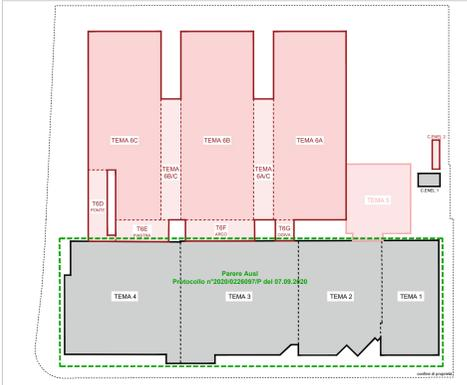 C.ENEL 2
TEMA 6C
TEMA 6B
TEMA 6A
TEMA
6B/C
TEMA
6A/C
C.ENEL 1
TEMA 5
T6D
PONTE
T6E
PIASTRA
T6F
ARCO
T6G
OGIVA
Parere Ausl
Protocollo n°2020/0226097/P del 07.09.2020
TEMA 4
TEMA 3
TEMA 2
TEMA 1
confine di proprietà